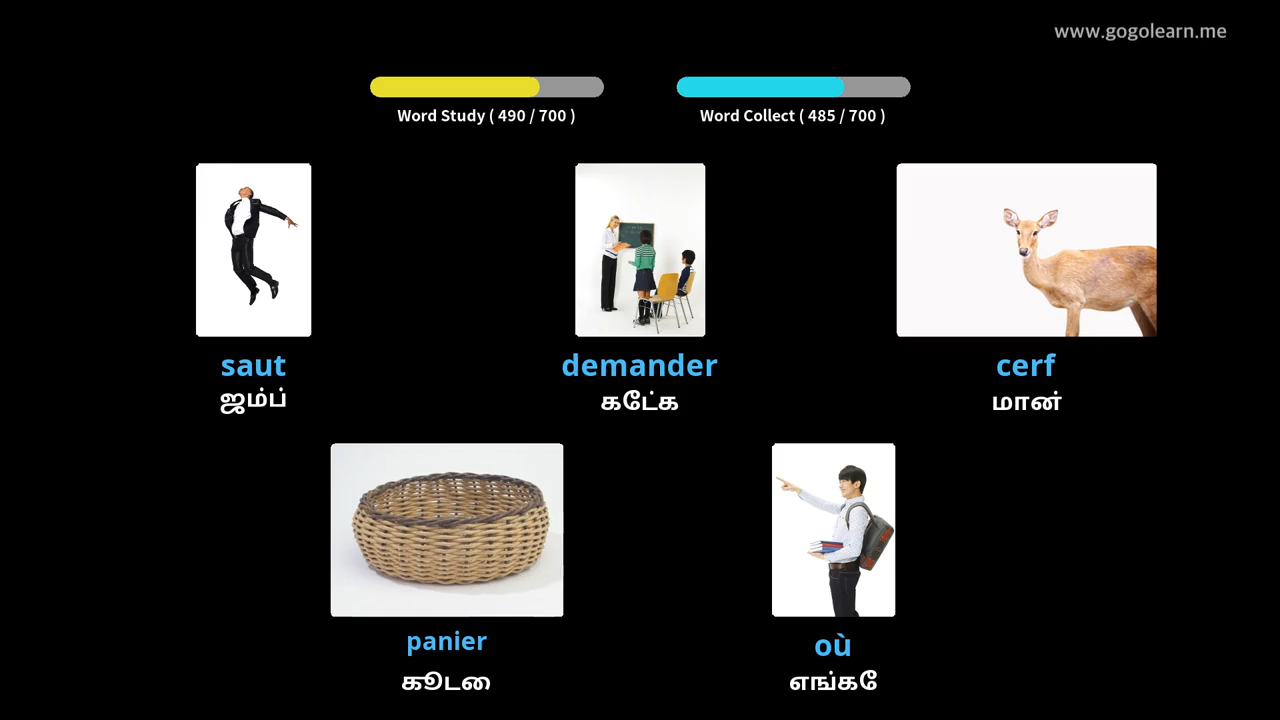 www.gogolearn.me
Word Study ( 490 / 700 )
Word Collect ( 485 / 700 )
saut
demander
cerf
ஜம்ப்
கேட்க
மான்
panier
où
கூடை
எங்கே